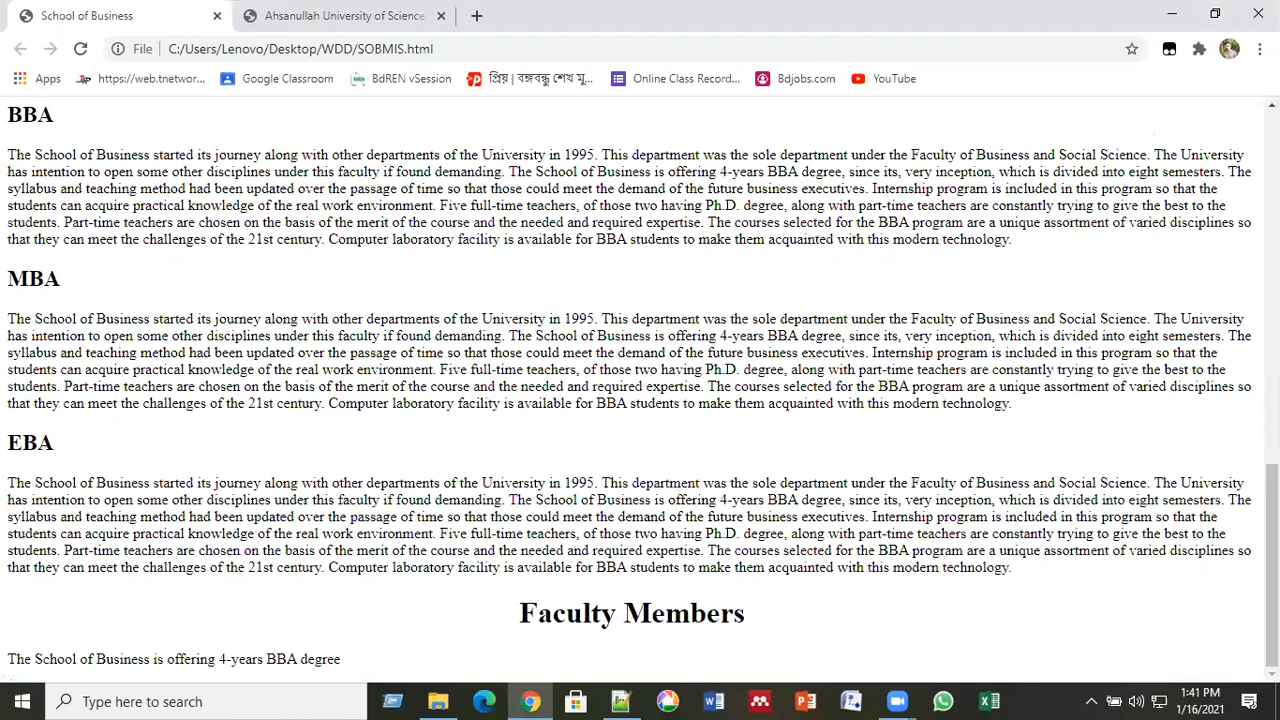 School of Business
Ahsanullah University of Science
File
C:/Users/Lenovo/Desktop/WDD/SOBMIS.html
Apps
https://web.tnetwor...
Google Classroom
BdREN vSession
প্রিয় | বঙ্গবন্ধু শেখ মু...
Online Class Record...
Bdjobs.com
YouTube
BBA
The School of Business started its journey along with other departments of the University in 1995. This department was the sole department under the Faculty of Business and Social Science. The University
has intention to open some other disciplines under this faculty if found demanding. The School of Business is offering 4-years BBA degree, since its, very inception, which is divided into eight semesters. The
syllabus and teaching method had been updated over the passage of time so that those could meet the demand of the future business executives. Internship program is included in this program so that the
students can acquire practical knowledge of the real work environment. Five full-time teachers, of those two having Ph.D. degree, along with part-time teachers are constantly trying to give the best to the
students. Part-time teachers are chosen on the basis of the merit of the course and the needed and required expertise. The courses selected for the BBA program are a unique assortment of varied disciplines so
that they can meet the challenges of the 21st century. Computer laboratory facility is available for BBA students to make them acquainted with this modern technology.
MBA
The School of Business started its journey along with other departments of the University in 1995. This department was the sole department under the Faculty of Business and Social Science. The University
has intention to open some other disciplines under this faculty if found demanding. The School of Business is offering 4-years BBA degree, since its, very inception, which is divided into eight semesters. The
syllabus and teaching method had been updated over the passage of time so that those could meet the demand of the future business executives. Internship program is included in this program so that the
students can acquire practical knowledge of the real work environment. Five full-time teachers, of those two having Ph.D. degree, along with part-time teachers are constantly trying to give the best to the
students. Part-time teachers are chosen on the basis of the merit of the course and the needed and required expertise. The courses selected for the BBA program are a unique assortment of varied disciplines so
that they can meet the challenges of the 21st century. Computer laboratory facility is available for BBA students to make them acquainted with this modern technology.
EBA
The School of Business started its journey along with other departments of the University in 1995. This department was the sole department under the Faculty of Business and Social Science. The University
has intention to open some other disciplines under this faculty if found demanding. The School of Business is offering 4-years BBA degree, since its, very inception, which is divided into eight semesters. The
syllabus and teaching method had been updated over the passage of time so that those could meet the demand of the future business executives. Internship program is included in this program so that the
students can acquire practical knowledge of the real work environment. Five full-time teachers, of those two having Ph.D. degree, along with part-time teachers are constantly trying to give the best to the
students. Part-time teachers are chosen on the basis of the merit of the course and the needed and required expertise. The courses selected for the BBA program are a unique assortment of varied disciplines so
that they can meet the challenges of the 21st century. Computer laboratory facility is available for BBA students to make them acquainted with this modern technology.
Faculty Members
The School of Business is offering 4-years BBA degree
Type here to search
1:41 PM
1/16/2021